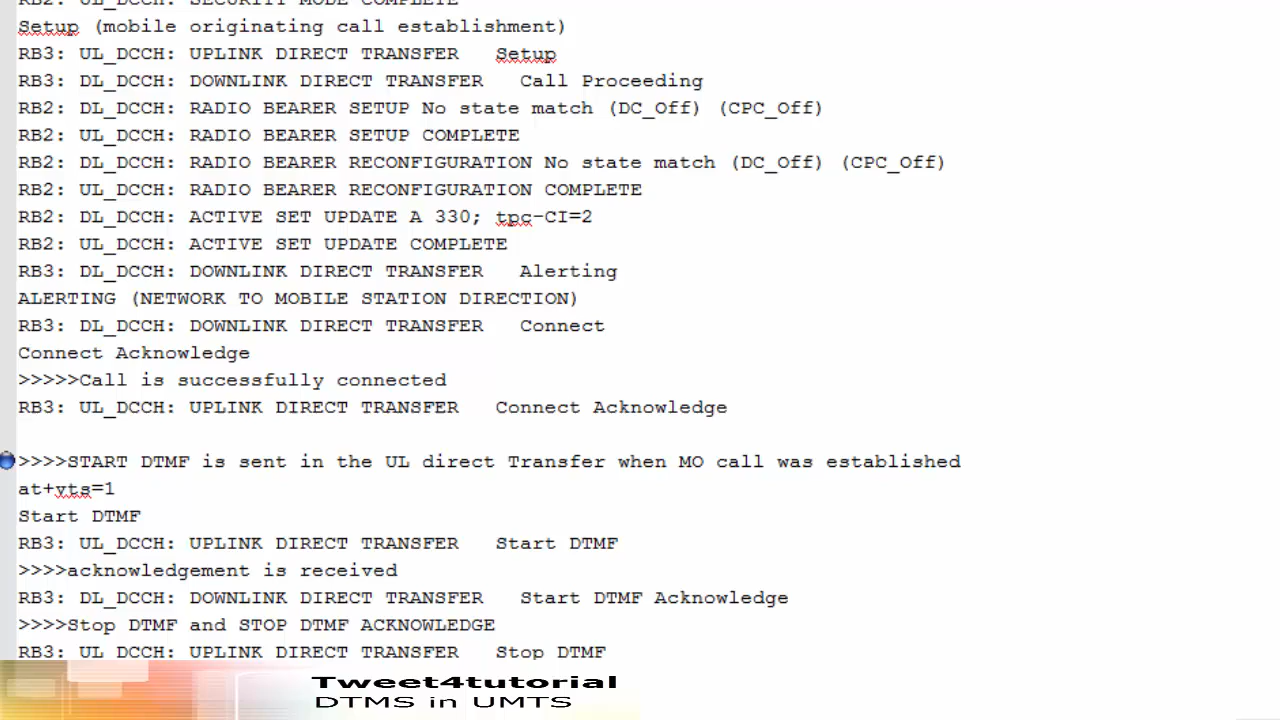 RB2: UL_DCCH: SECURITY MODE COMPLETE
Setup (mobile originating call establishment)
RB3: UL_DCCH: UPLINK DIRECT TRANSFER Setup
RB3: DL_DCCH: DOWNLINK DIRECT TRANSFER Call Proceeding
RB2: DL_DCCH: RADIO BEARER SETUP No state match (DC_Off) (CPC_Off)
RB2: UL_DCCH: RADIO BEARER SETUP COMPLETE
RB2: DL_DCCH: RADIO BEARER RECONFIGURATION No state match (DC_Off) (CPC_Off)
RB2: UL_DCCH: RADIO BEARER RECONFIGURATION COMPLETE
RB2: DL_DCCH: ACTIVE SET UPDATE A 330; tpc-CI=2
RB2: UL_DCCH: ACTIVE SET UPDATE COMPLETE
RB3: DL_DCCH: DOWNLINK DIRECT TRANSFER Alerting
ALERTING (NETWORK TO MOBILE STATION DIRECTION)
RB3: DL_DCCH: DOWNLINK DIRECT TRANSFER Connect
Connect Acknowledge
>>>>>Call is successfully connected
RB3: UL_DCCH: UPLINK DIRECT TRANSFER Connect Acknowledge
>>>>START DTMF is sent in the UL direct Transfer when MO call was established
at+vts=1
Start DTMF
RB3: UL_DCCH: UPLINK DIRECT TRANSFER Start DTMF
>>>>acknowledgement is received
RB3: DL_DCCH: DOWNLINK DIRECT TRANSFER Start DTMF Acknowledge
>>>>Stop DTMF and STOP DTMF ACKNOWLEDGE
RB3: UL_DCCH: UPLINK DIRECT TRANSFER Stop DTMF
Tweet4tutorial
DTMS in UMTS